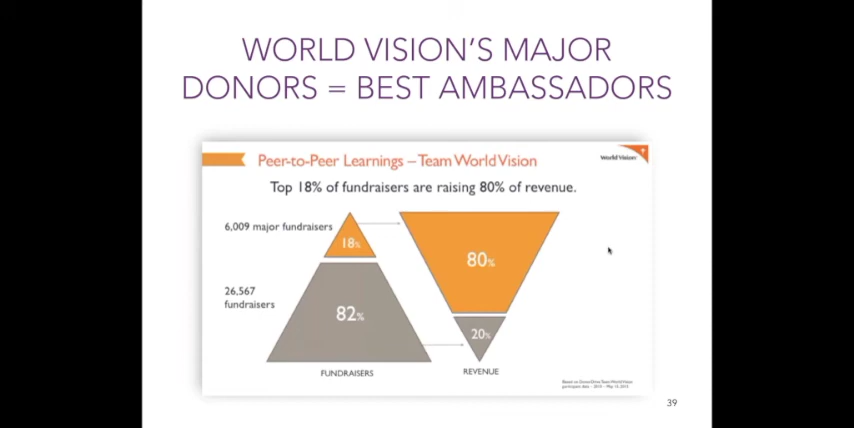 WORLD VISION'S MAJOR
DONORS = BEST AMBASSADORS
Peer-to-Peer Learnings – Team World Vision
World Vision
Top 18% of fundraisers are raising 80% of revenue.
6,009 major fundraisers
18%
80%
26,567
fundraisers
82%
20%
FUNDRAISERS
REVENUE
39